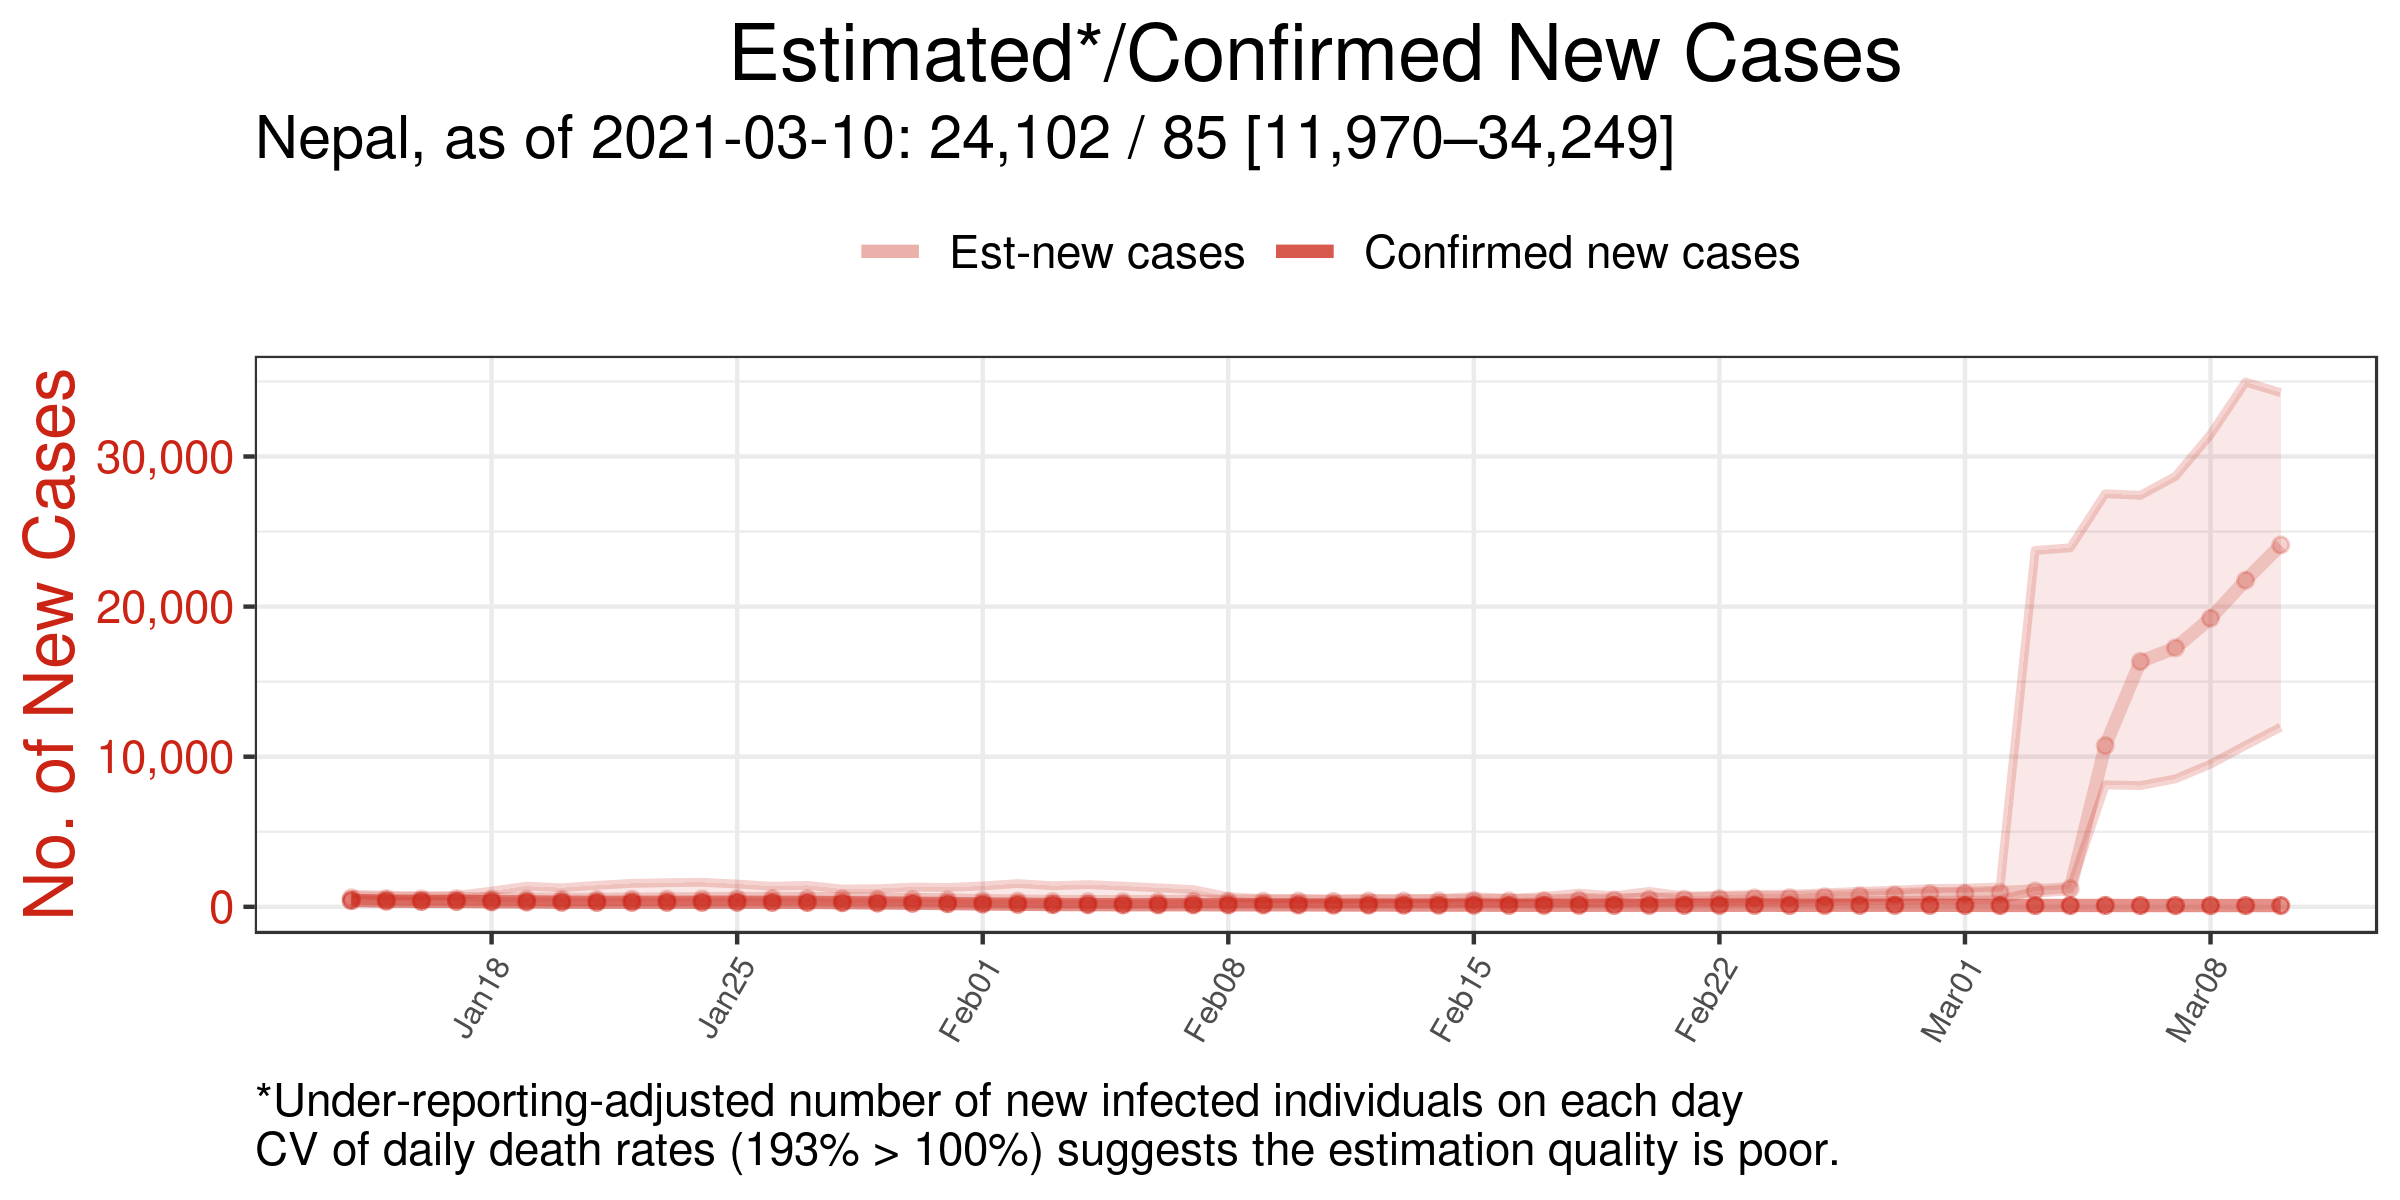 Estimated*/Confirmed New Cases
Nepal, as of 2021-03-10: 24,102 / 85 [11,970–34,249]
Est-new cases
Confirmed new cases
No. of New Cases
30,000
20,000
10,000
0
Jan18
Jan25
Feb01
Feb08
Feb15
Feb22
Mar01
Mar08
*Under-reporting-adjusted number of new infected individuals on each day
CV of daily death rates (193% > 100%) suggests the estimation quality is poor.